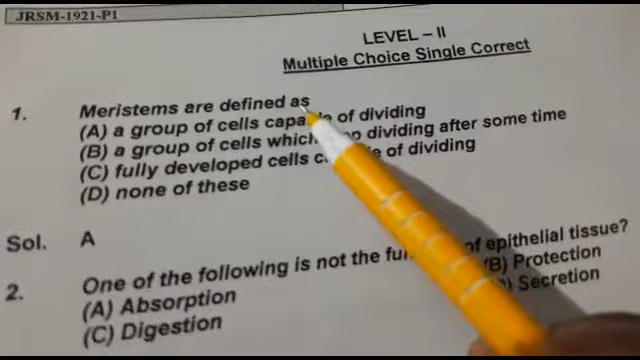 JRSM-1921-P1
LEVEL – II
Multiple Choice Single Correct
1. Meristems are defined as
(A) a group of cells capa of dividing
(B) a group of cells which dividing after some time
(C) fully developed cells of dividing
(D) none of these
Sol. A
2. One of the following is not the of epithelial tissue?
(A) Absorption (B) Protection
(C) Digestion Secretion